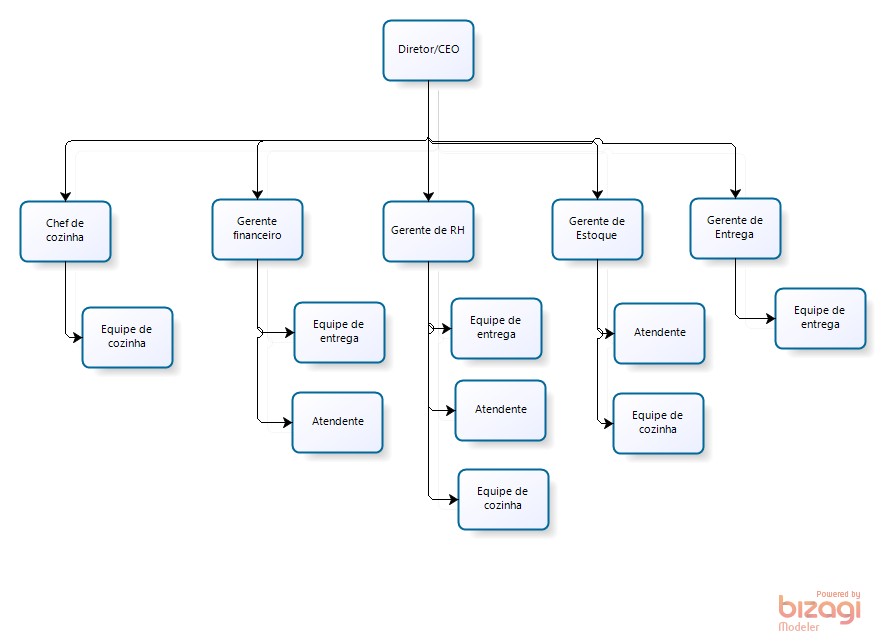 Diretor/CEO
Chef de
cozinha
Gerente
financeiro
Gerente de RH
Gerente de
Estoque
Gerente de
Entrega
Equipe de
cozinha
Equipe de
entrega
Atendente
Equipe de
entrega
Atendente
Equipe de
cozinha
Atendente
Equipe de
cozinha
Equipe de
entrega
Powered by
bizagi
Modeler